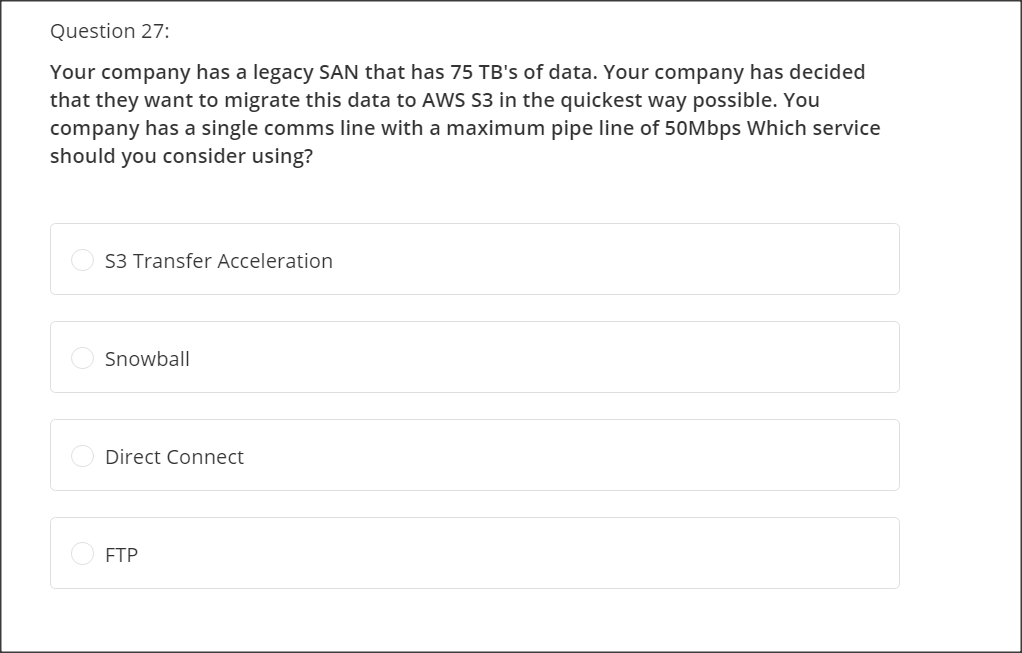 Question 27:
Your company has a legacy SAN that has 75 TB's of data. Your company has decided
that they want to migrate this data to AWS S3 in the quickest way possible. You
company has a single comms line with a maximum pipe line of 50Mbps Which service
should you consider using?
S3 Transfer Acceleration
Snowball
Direct Connect
FTP